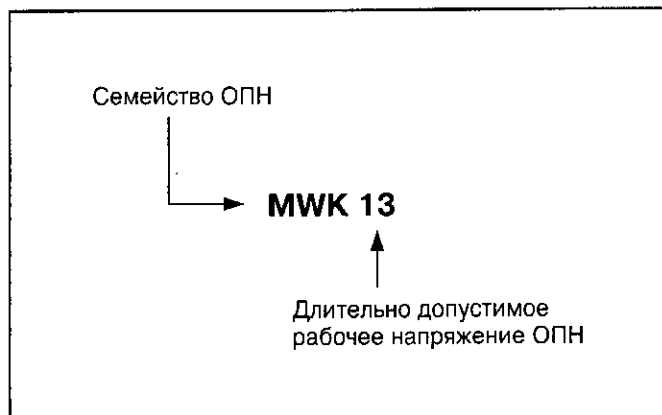 Семейство ОПН
MWK 13
Длительно допустимое
рабочее напряжение ОПН